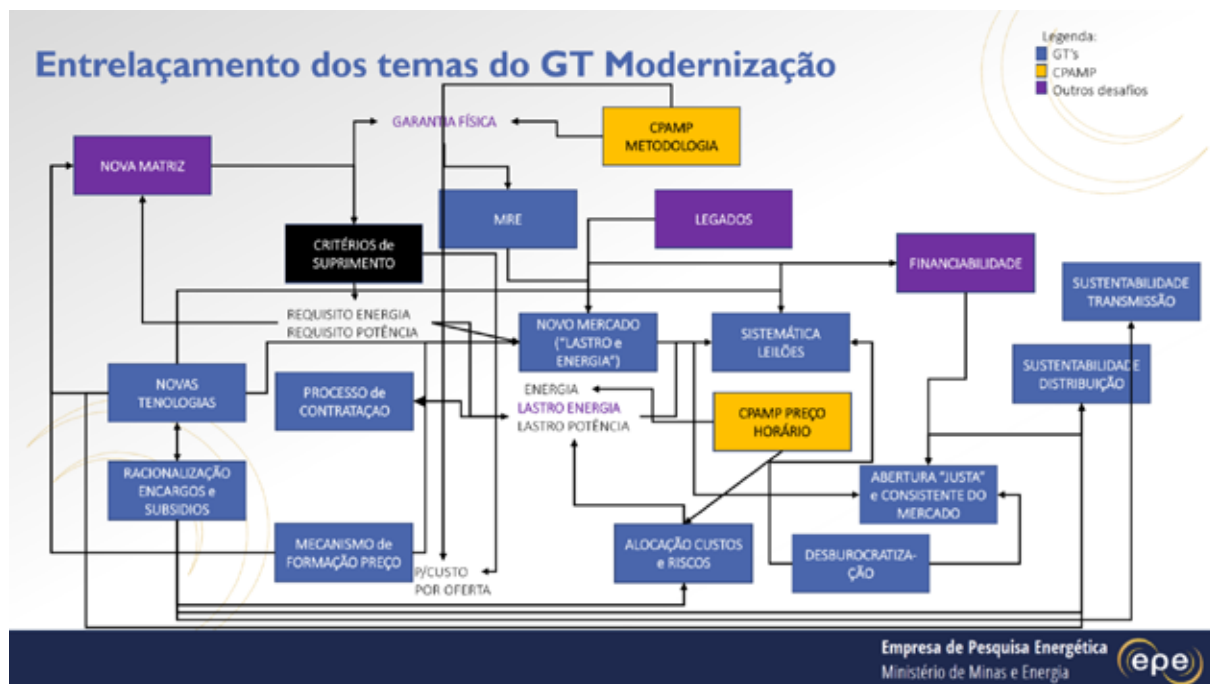 Entrelaçamento dos temas do GT Modernização
Légenda:
GT's
CPAMP
Outros desafios
GARANTIA FÍSICA
CPAMP
METODOLOGIA
NOVA MATRIZ
MRE
LEGADOS
CRITÉRIOS de
SUPRIMENTO
FINANCIABILIDADE
SUSTENTABILIDADE
TRANSMISSÃO
REQUISITO ENERGIA
REQUISITO POTÊNCIA
NOVO MERCADO
("LASTRO e
ENERGIA")
SISTEMÁTICA
LEILÕES
SUSTENTABILIDADE
DISTRIBUIÇÃO
NOVAS
TENOLOGIAS
PROCESSO de
CONTRATAÇAO
ENERGIA
LASTRO ENERGIA
LASTRO POTÊNCIA
CPAMP PREÇO
HORÁRIO
RACIONALIZAÇÃO
ENCARGOS e
SUBSIDIOS
ABERTURA "JUSTA"
e CONSISTENTE DO
MERCADO
MECANISMO de
FORMAÇÃO PREÇO
ALOCAÇÃO CUSTOS
e RISCOS
DESBUROCRATIZA-
ÇÃO
P/CUSTO
POR OFERTA
Empresa de Pesquisa Energética
Ministério de Minas e Energia
epe